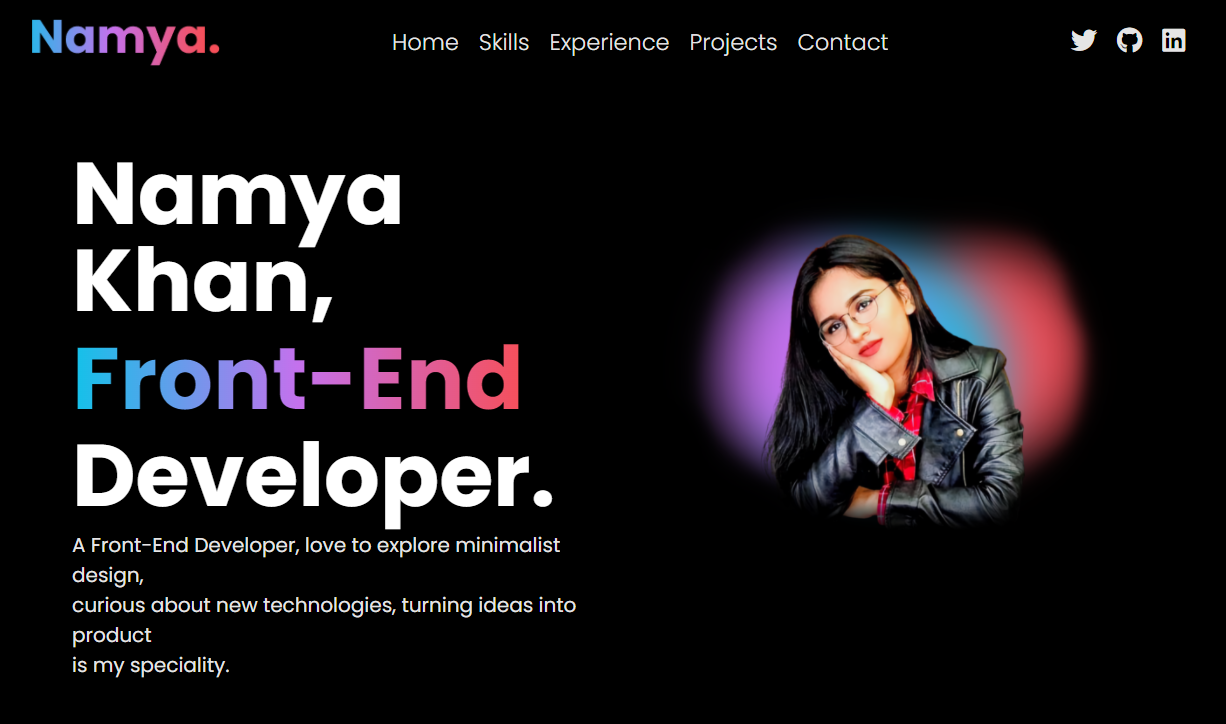 Namya.
Home Skills Experience Projects Contact
Namya
Khan,
Front-End
Developer.
A Front-End Developer, love to explore minimalist
design,
curious about new technologies, turning ideas into
product
is my speciality.